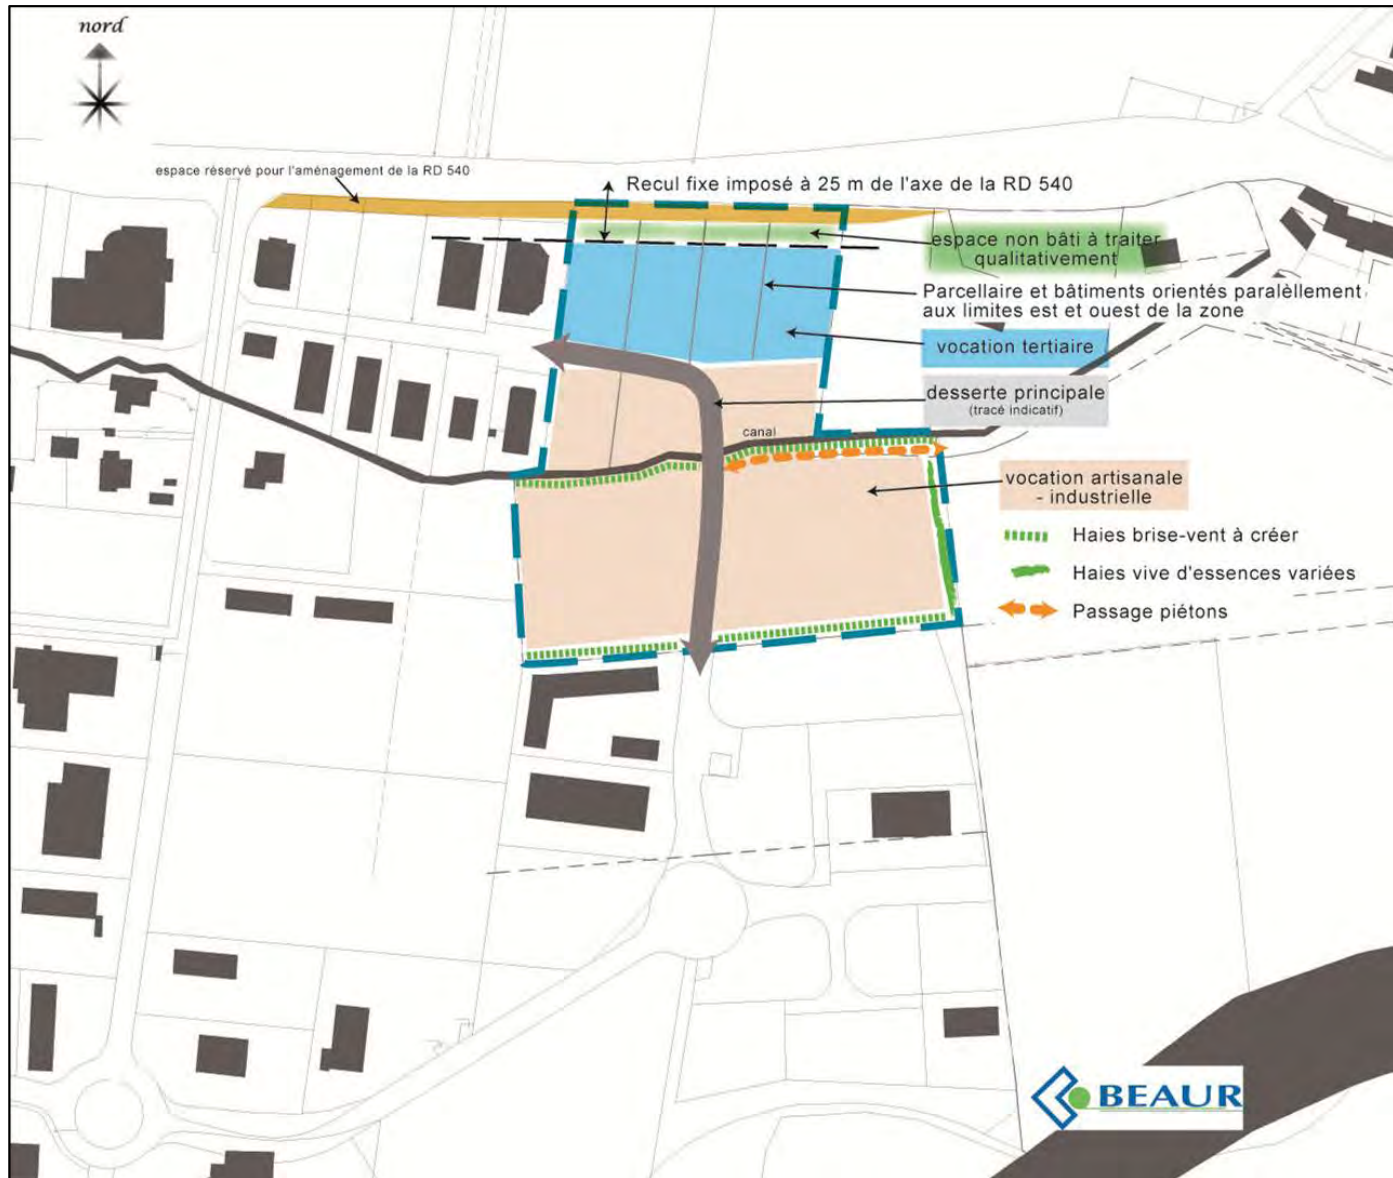 nord
espace réservé pour l'aménagement de la RD 540
Recul fixe imposé à 25 m de l'axe de la RD 540
espace non bâti à traiter
qualitativement
Parcellaire et bâtiments orientés paralèllement
aux limites est et ouest de la zone
vocation tertiaire
desserte principale
(tracé indicatif)
canal
vocation artisanale
- industrielle
Haies brise-vent à créer
Haies vive d'essences variées
Passage piétons
BEAUR